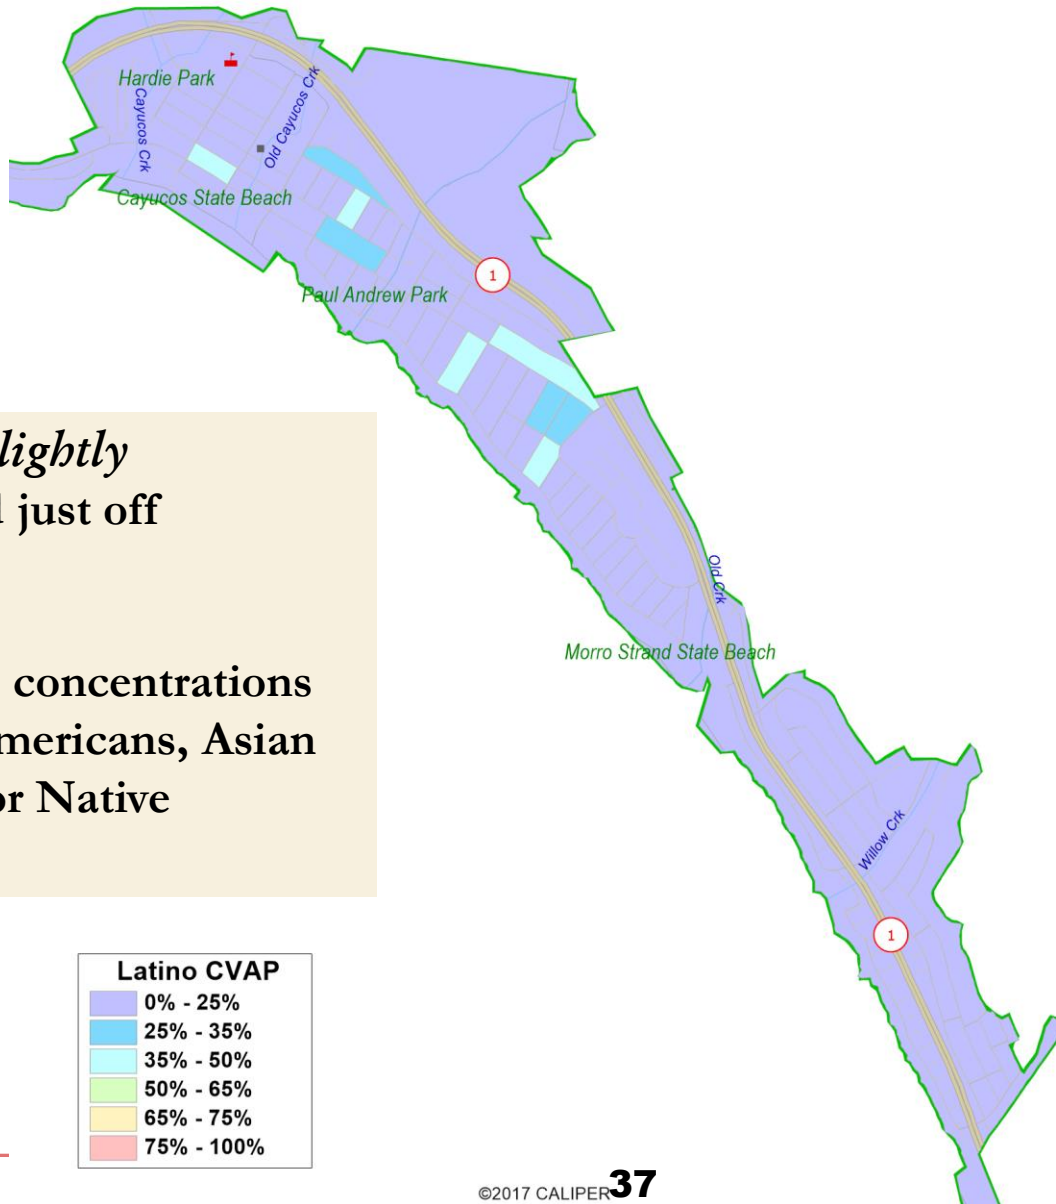 Hardie Park
Cayucos Crk
Old Cayucos Crk
Cayucos State Beach
Paul Andrew Park
1
lightly
just off
concentrations
mericans, Asian
or Native
Old Crk
Morro Strand State Beach
Willow Crk
1
Latino CVAP
0% - 25%
25% - 35%
35% - 50%
50% - 65%
65% - 75%
75% - 100%
©2017 CALIPER
37